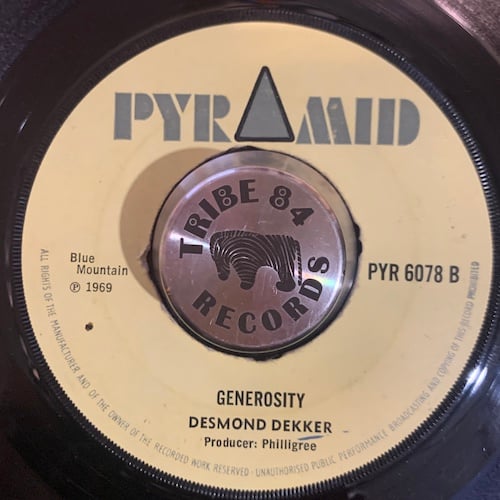 PYRAMID
TRIBE 84
RECORDS
Blue
Mountain
℗ 1969
PYR 6078 B
GENEROSITY
DESMOND DEKKER
Producer: Philligree
ALL RIGHTS OF THE MANUFACTURER AND OF THE OWNER OF THE RECORDED WORK RESERVED · UNAUTHORISED PUBLIC PERFORMANCE BROADCASTING AND COPYING OF THIS RECORD PROHIBITED